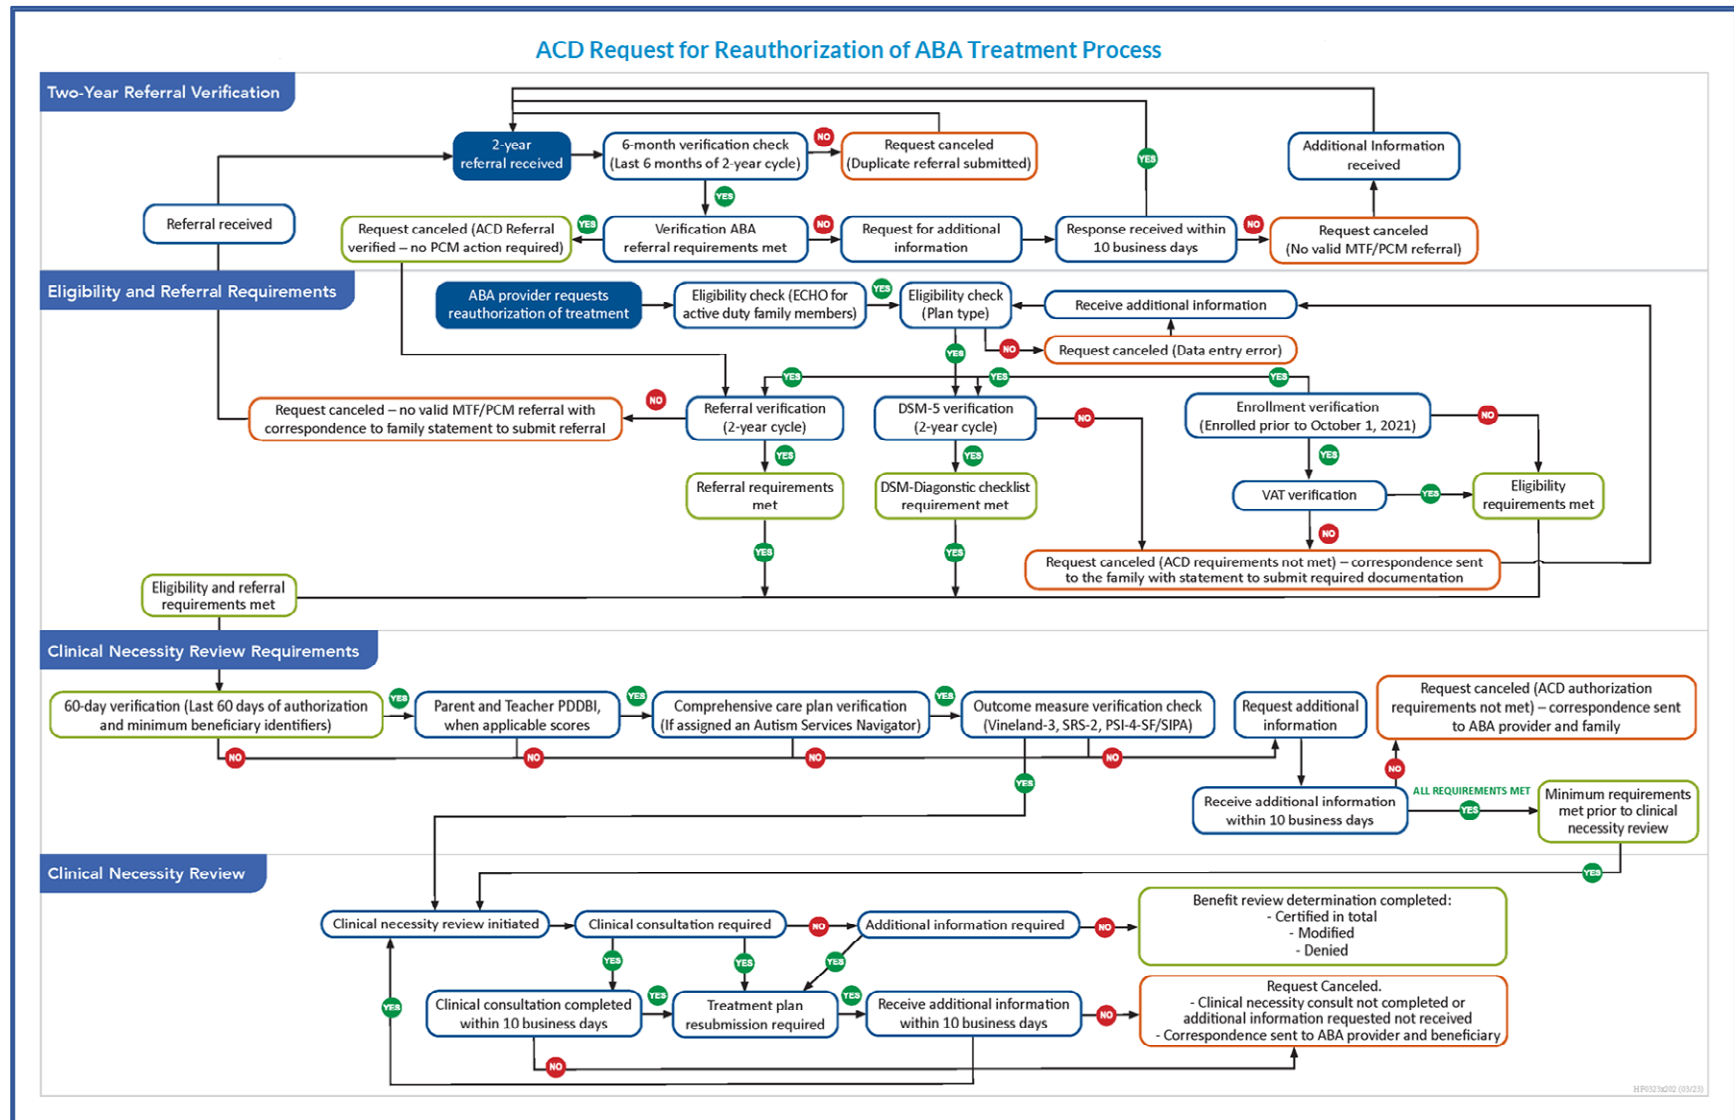 ACD Request for Reauthorization of ABA Treatment Process
Two-Year Referral Verification
2-year
referral received
6-month verification check
(Last 6 months of 2-year cycle)
NO
Request canceled
(Duplicate referral submitted)
YES
Additional Information
received
YES
Referral received
Request canceled (ACD Referral
verified – no PCM action required)
YES
Verification ABA
referral requirements met
NO
Request for additional
information
Response received within
10 business days
NO
Request canceled
(No valid MTF/PCM referral)
Eligibility and Referral Requirements
ABA provider requests
reauthorization of treatment
Eligibility check (ECHO for
active duty family members)
YES
Eligibility check
(Plan type)
Receive additional information
YES
NO
Request canceled (Data entry error)
YES
YES
YES
Request canceled – no valid MTF/PCM referral with
correspondence to family statement to submit referral
NO
Referral verification
(2-year cycle)
DSM-5 verification
(2-year cycle)
NO
Enrollment verification
(Enrolled prior to October 1, 2021)
NO
YES
YES
YES
Referral requirements
met
DSM-Diagonstic checklist
requirement met
VAT verification
YES
Eligibility
requirements met
YES
YES
NO
Request canceled (ACD requirements not met) – correspondence sent
to the family with statement to submit required documentation
Eligibility and referral
requirements met
Clinical Necessity Review Requirements
60-day verification (Last 60 days of authorization
and minimum beneficiary identifiers)
YES
Parent and Teacher PDDBI,
when applicable scores
YES
Comprehensive care plan verification
(If assigned an Autism Services Navigator)
YES
Outcome measure verification check
(Vineland-3, SRS-2, PSI-4-SF/SIPA)
Request additional
information
Request canceled (ACD authorization
requirements not met) – correspondence sent
to ABA provider and family
NO
NO
NO
NO
NO
YES
Receive additional information
within 10 business days
ALL REQUIREMENTS MET
YES
Minimum requirements
met prior to clinical
necessity review
Clinical Necessity Review
YES
Clinical necessity review initiated
Clinical consultation required
NO
Additional information required
NO
Benefit review determination completed:
- Certified in total
- Modified
- Denied
YES
YES
YES
YES
Clinical consultation completed
within 10 business days
YES
Treatment plan
resubmission required
YES
Receive additional information
within 10 business days
NO
Request Canceled.
- Clinical necessity consult not completed or
additional information requested not received
- Correspondence sent to ABA provider and beneficiary
NO
HP0323x202 (03/23)